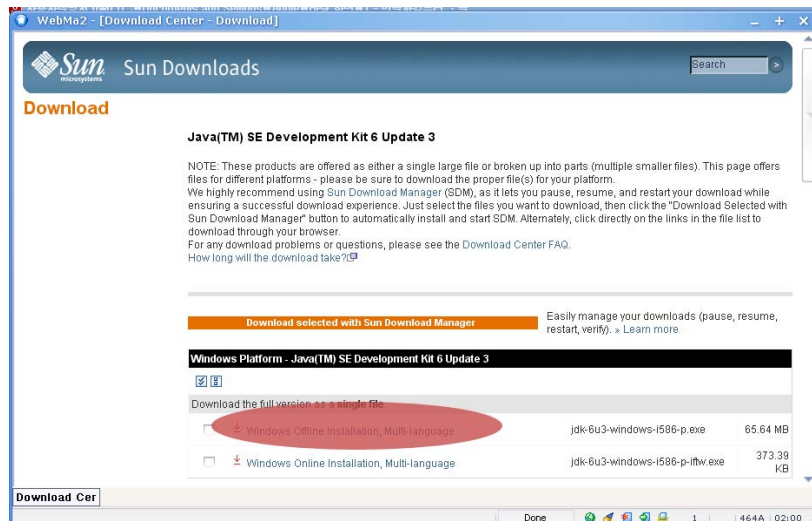 WebMa2 - [Download Center - Download]
Sun microsystems
Sun Downloads
Search
Download
Java(TM) SE Development Kit 6 Update 3
NOTE: These products are offered as either a single large file or broken up into parts (multiple smaller files). This page offers
files for different platforms - please be sure to download the proper file(s) for your platform.
We highly recommend using Sun Download Manager (SDM), as it lets you pause, resume, and restart your download while
ensuring a successful download experience. Just select the files you want to download, then click the "Download Selected with
Sun Download Manager" button to automatically install and start SDM. Alternately, click directly on the links in the file list to
download through your browser.
For any download problems or questions, please see the Download Center FAQ.
How long will the download take?
Download selected with Sun Download Manager
Easily manage your downloads (pause, resume,
restart, verify). » Learn more
Windows Platform - Java(TM) SE Development Kit 6 Update 3
Download the full version as a single file
Windows Offline Installation, Multi-language jdk-6u3-windows-i586-p.exe 65.64 MB
Windows Online Installation, Multi-language jdk-6u3-windows-i586-p-iftw.exe 373.39
KB
Download Cer
Done 1 464A 02:00